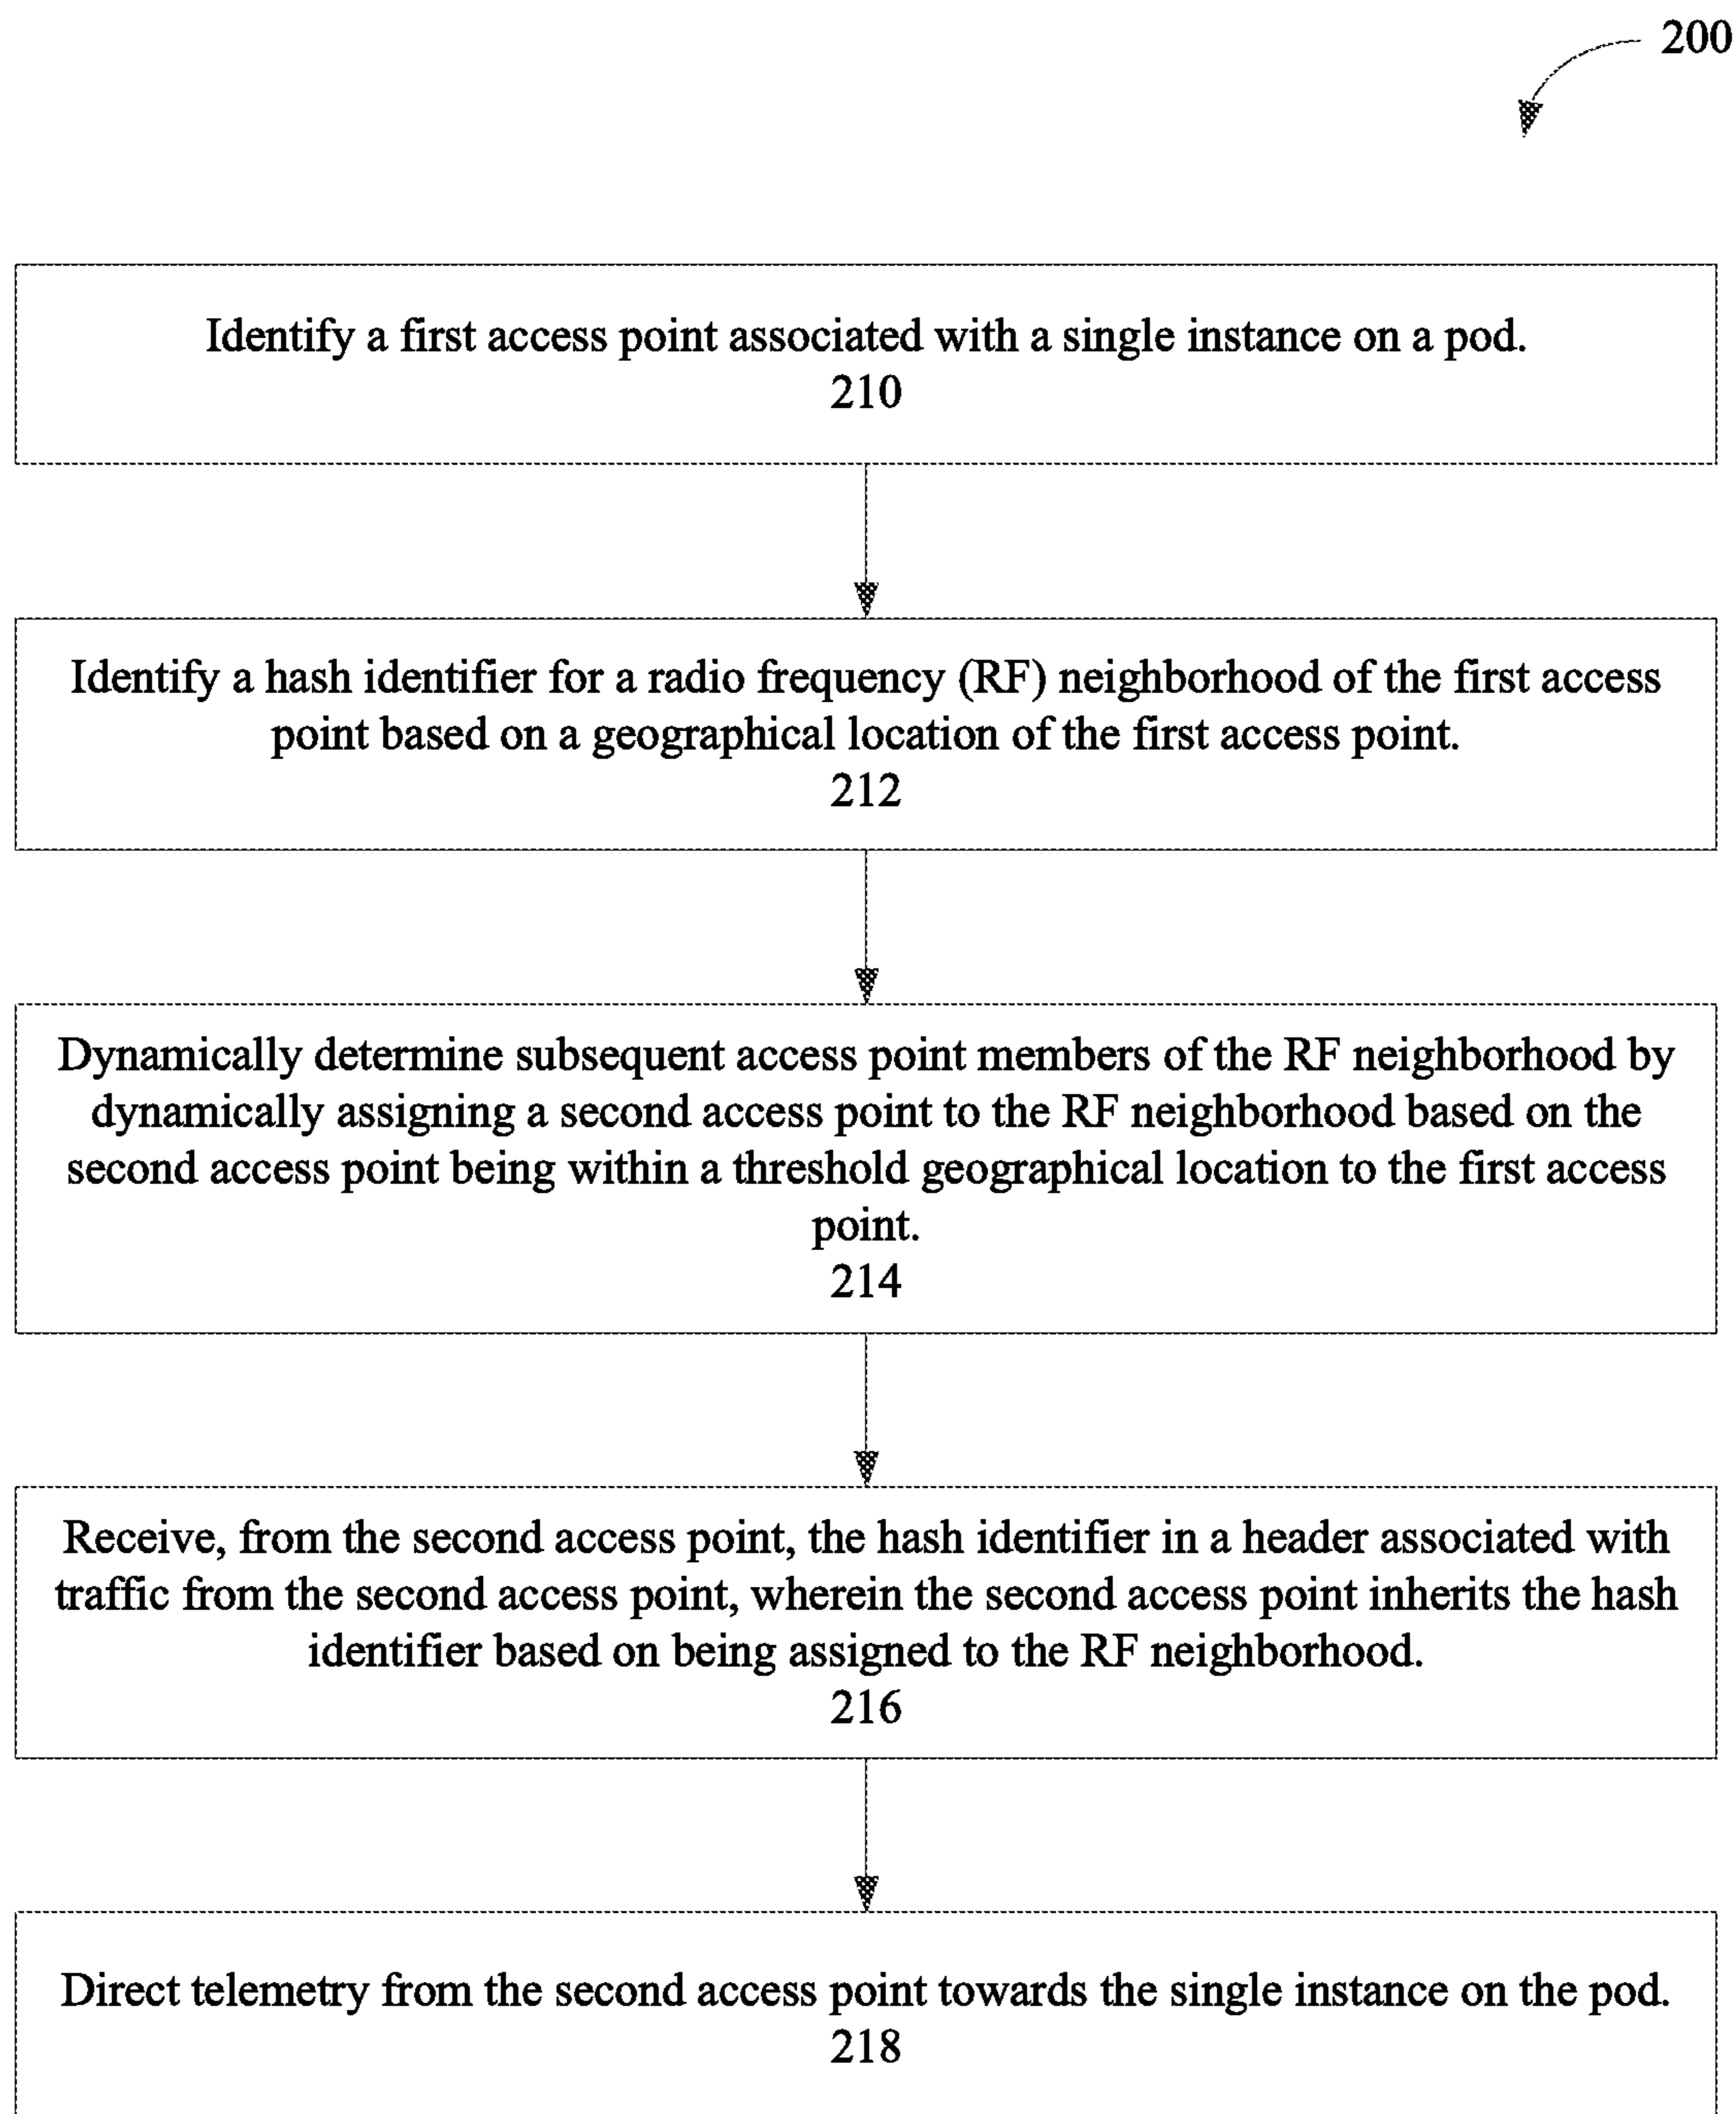 200
Identify a first access point associated with a single instance on a pod.
210
Identify a hash identifier for a radio frequency (RF) neighborhood of the first access
point based on a geographical location of the first access point.
212
Dynamically determine subsequent access point members of the RF neighborhood by
dynamically assigning a second access point to the RF neighborhood based on the
second access point being within a threshold geographical location to the first access
point.
214
Receive, from the second access point, the hash identifier in a header associated with
traffic from the second access point, wherein the second access point inherits the hash
identifier based on being assigned to the RF neighborhood.
216
Direct telemetry from the second access point towards the single instance on the pod.
218